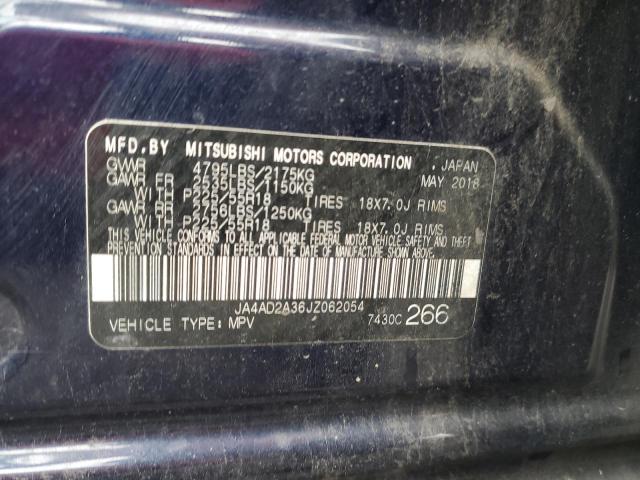 MFD.BY MITSUBISHI MOTORS CORPORATION , JAPAN
GVWR 4795LBS/2175KG MAY 2018
GAWR FR 2535LBS/1150KG
WITH P225/55R18 TIRES 18X7.0J RIMS
GAWR RR 2756LBS/1250KG
WITH P225/55R18 TIRES 18X7.0J RIMS
THIS VEHICLE CONFORMS TO ALL APPLICABLE FEDERAL MOTOR VEHICLE SAFETY AND THEFT
PREVENTION STANDARDS IN EFFECT ON THE DATE OF MANUFACTURE SHOWN ABOVE.
JA4AD2A36JZ062054
VEHICLE TYPE: MPV 7430C 266